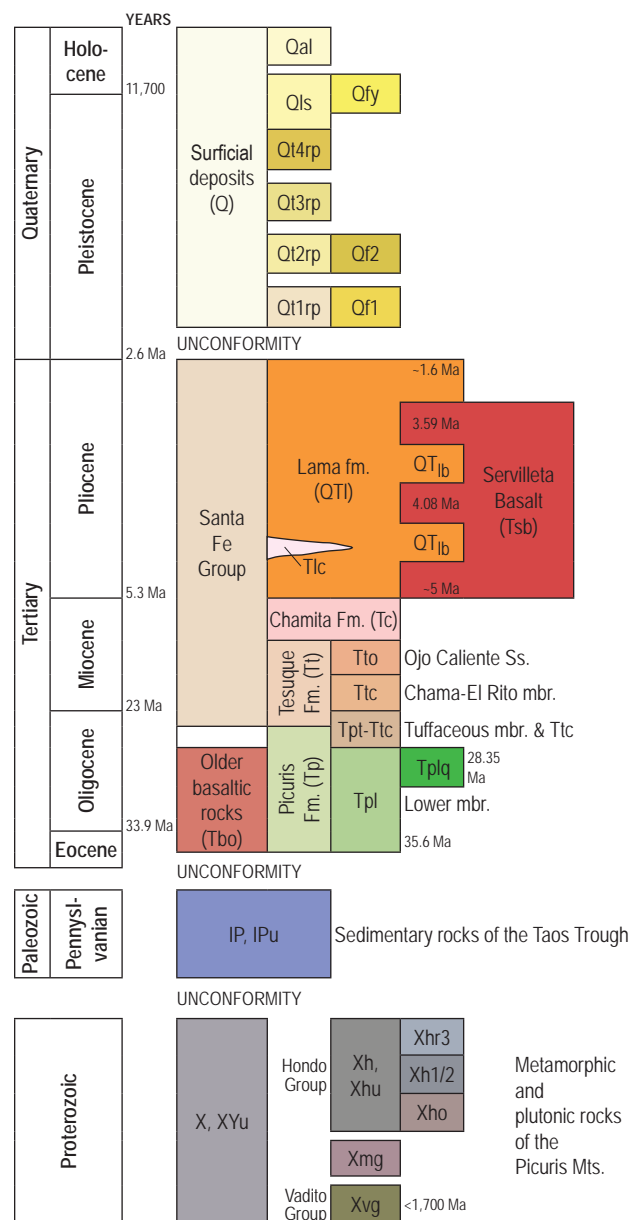 YEARS
Quaternary
Holo-
cene
11,700
Pleistocene
2.6 Ma
Surficial
deposits
(Q)
Qal
Qls
Qfy
Qt4rp
Qt3rp
Qt2rp
Qf2
Qt1rp
Qf1
UNCONFORMITY
Tertiary
Pliocene
5.3 Ma
Miocene
23 Ma
Oligocene
33.9 Ma
Eocene
Santa
Fe
Group
~1.6 Ma
Lama fm.
(QTl)
Tlc
3.59 Ma
QTlb
4.08 Ma
QTlb
~5 Ma
Servilleta
Basalt
(Tsb)
Chamita Fm. (Tc)
Tesuque
Fm. (Tt)
Tto
Ojo Caliente Ss.
Ttc
Chama-El Rito mbr.
Tpt-Ttc
Tuffaceous mbr. & Ttc
Older
basaltic
rocks
(Tbo)
Picuris
Fm. (Tp)
Tpl
Tplq
28.35
Ma
Lower mbr.
35.6 Ma
UNCONFORMITY
Paleozoic
Pennysl-
vanian
IP, IPu
Sedimentary rocks of the Taos Trough
UNCONFORMITY
Proterozoic
X, XYu
Hondo
Group
Xh,
Xhu
Xhr3
Xh1/2
Xho
Xmg
Vadito
Group
Xvg
<1,700 Ma
Metamorphic
and
plutonic rocks
of the
Picuris Mts.